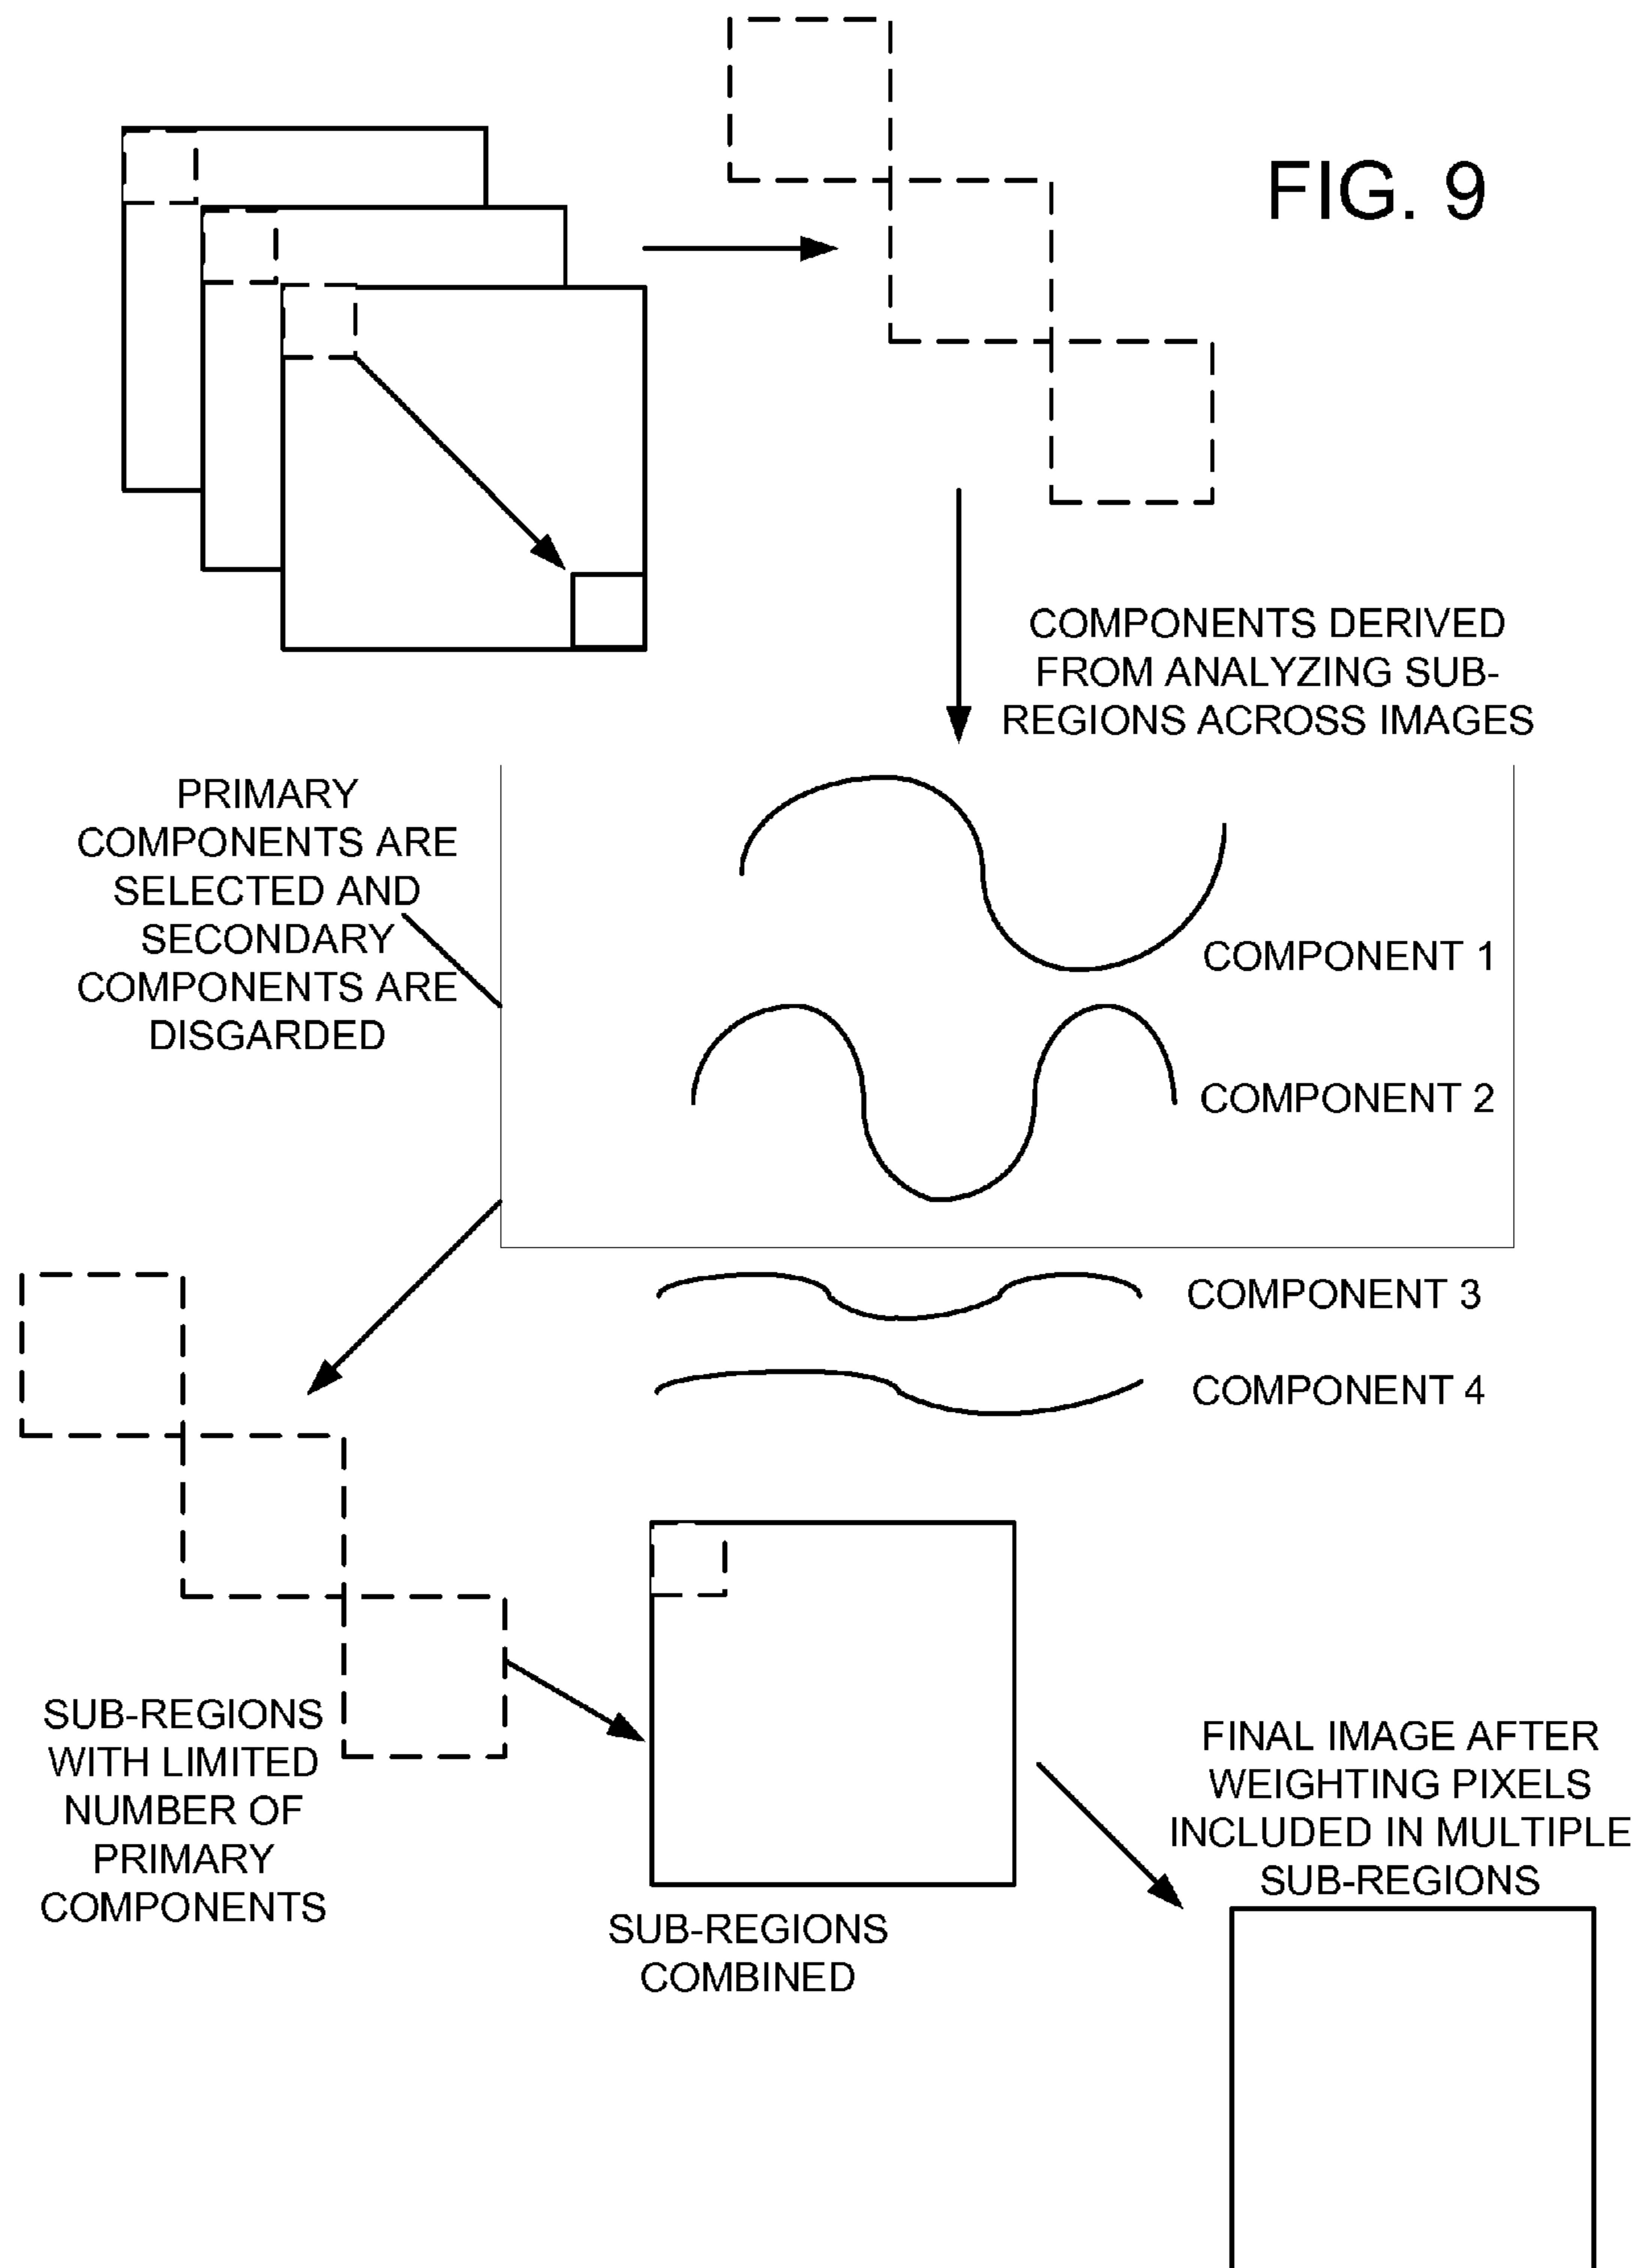 FIG. 9
COMPONENTS DERIVED
FROM ANALYZING SUB-
REGIONS ACROSS IMAGES
PRIMARY
COMPONENTS ARE
SELECTED AND
SECONDARY
COMPONENTS ARE
DISGARDED
COMPONENT 1
COMPONENT 2
COMPONENT 3
COMPONENT 4
SUB-REGIONS
WITH LIMITED
NUMBER OF
PRIMARY
COMPONENTS
SUB-REGIONS
COMBINED
FINAL IMAGE AFTER
WEIGHTING PIXELS
INCLUDED IN MULTIPLE
SUB-REGIONS